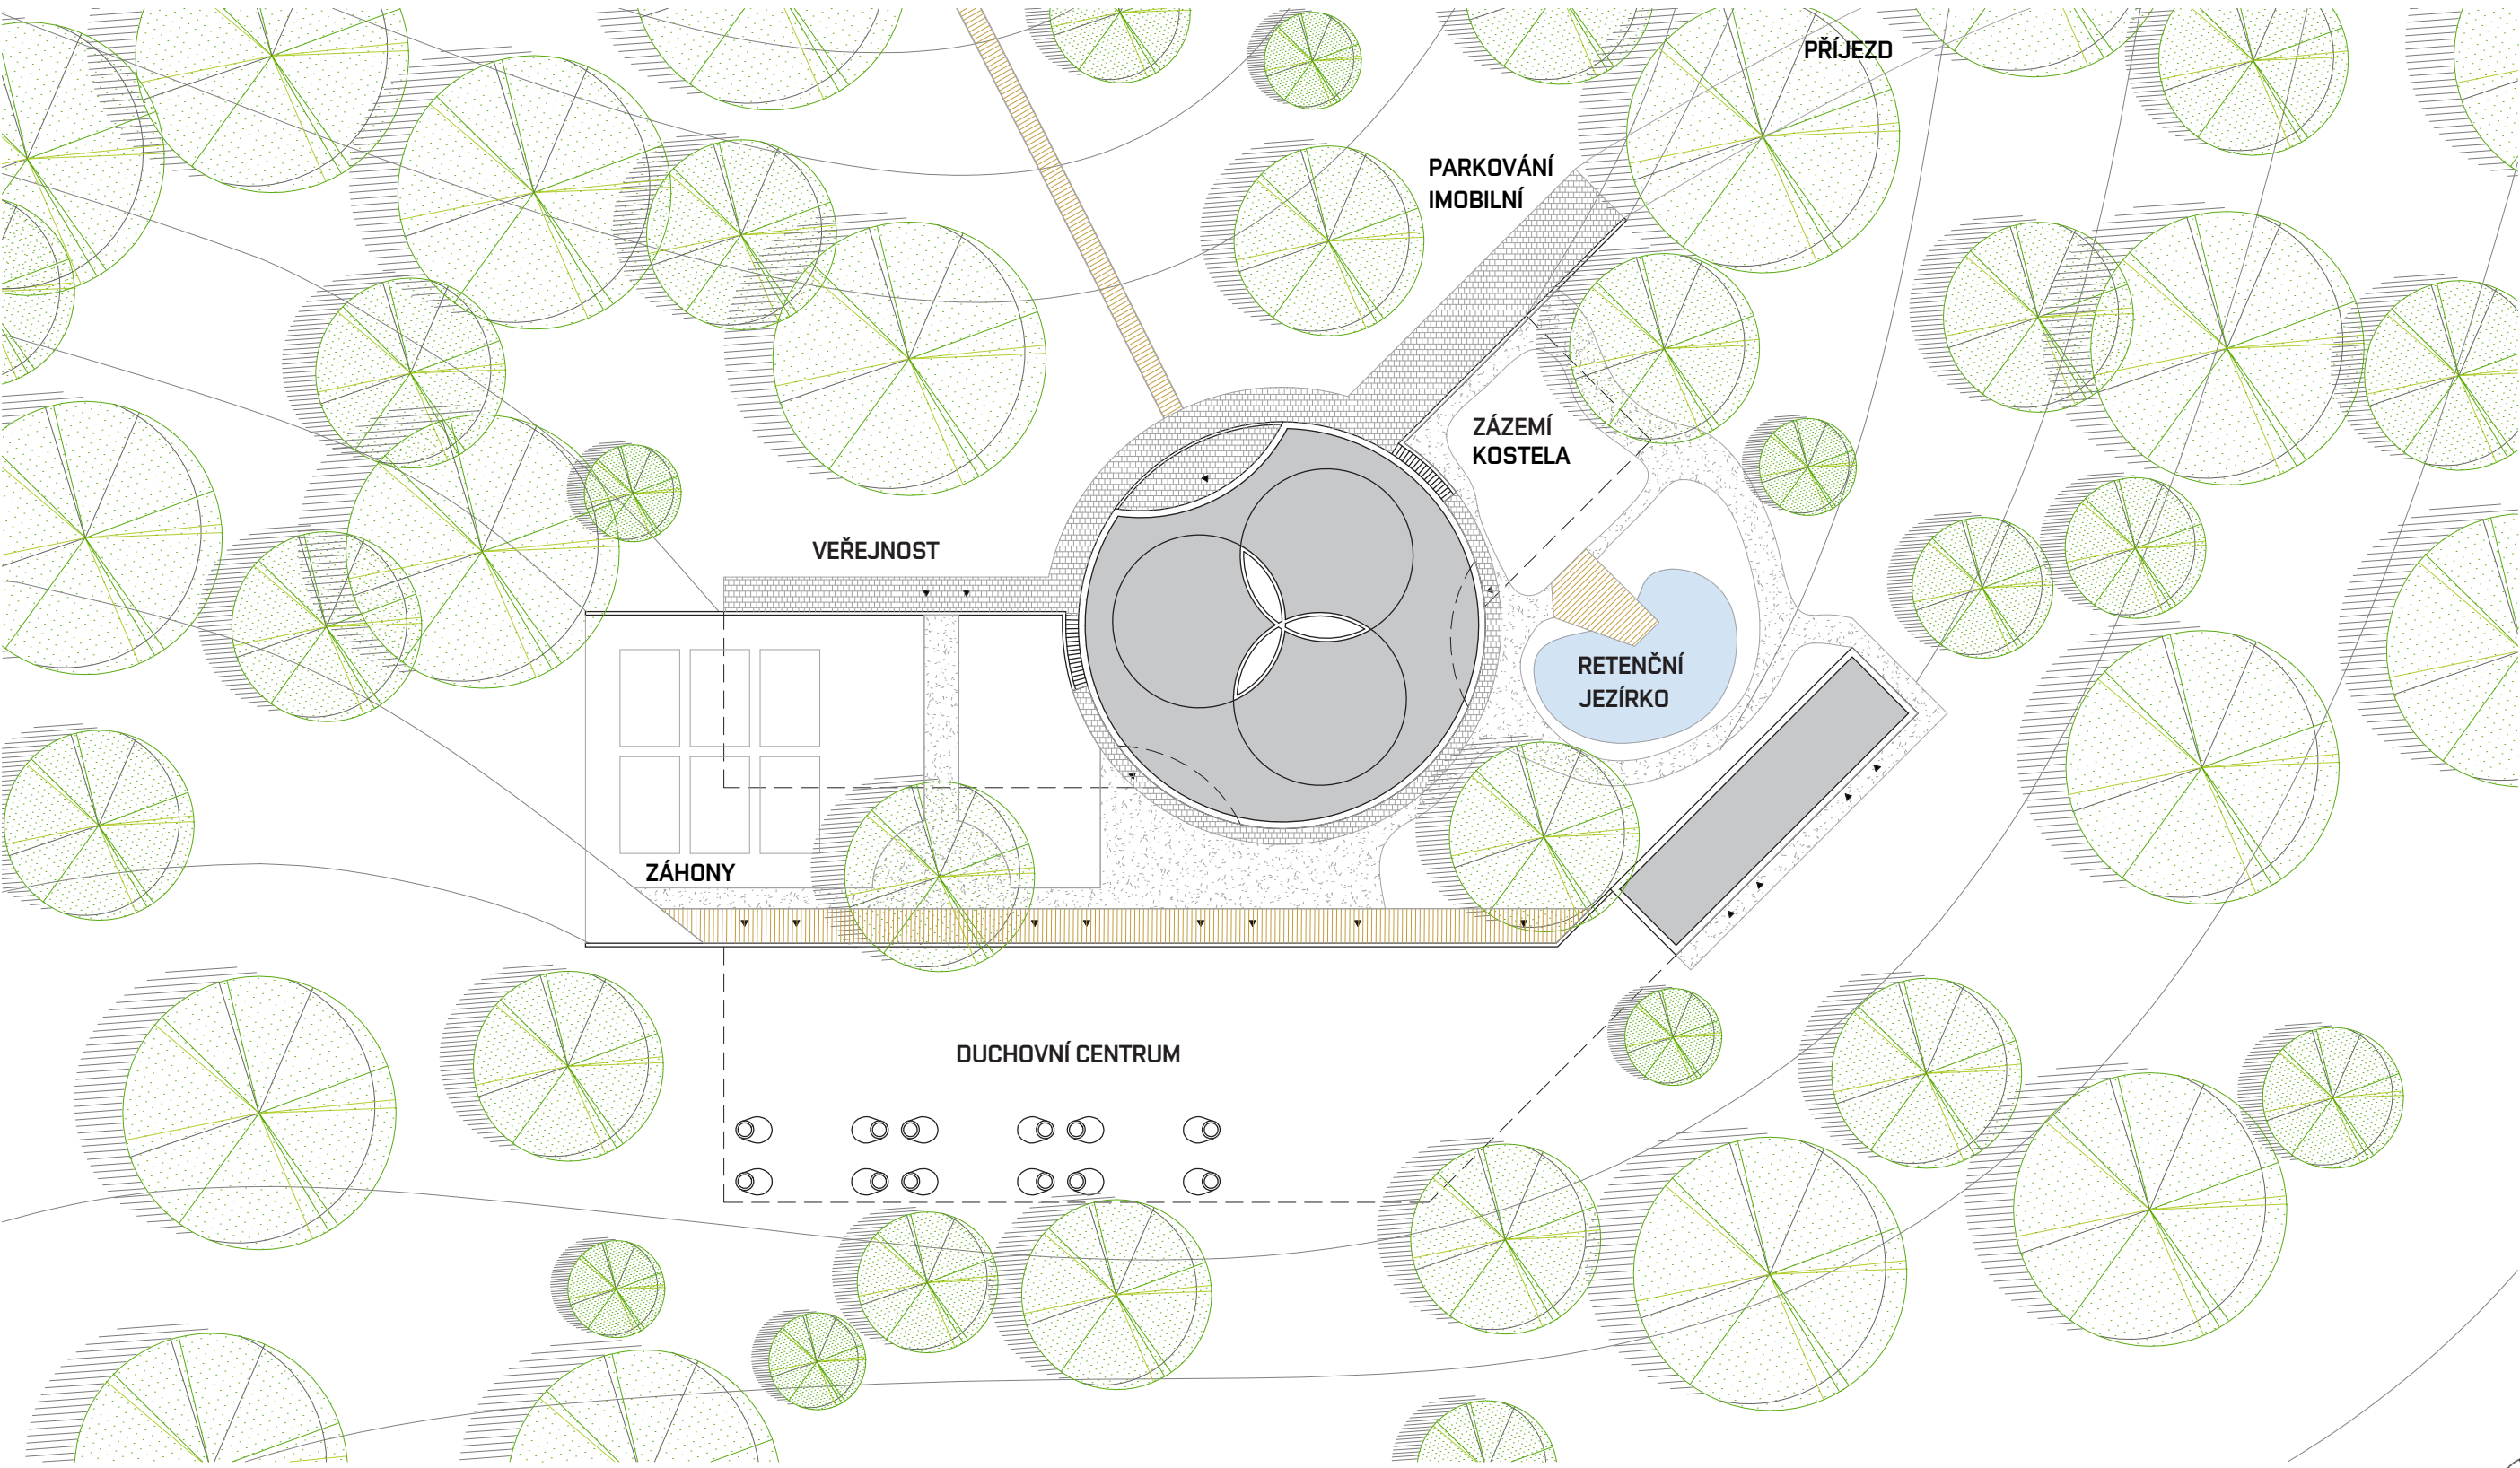 PŘÍJEZD
PARKOVÁNÍ
IMOBILNÍ
ZÁZEMÍ
KOSTELA
VEŘEJNOST
RETENČNÍ
JEZÍRKO
ZÁHONY
DUCHOVNÍ CENTRUM